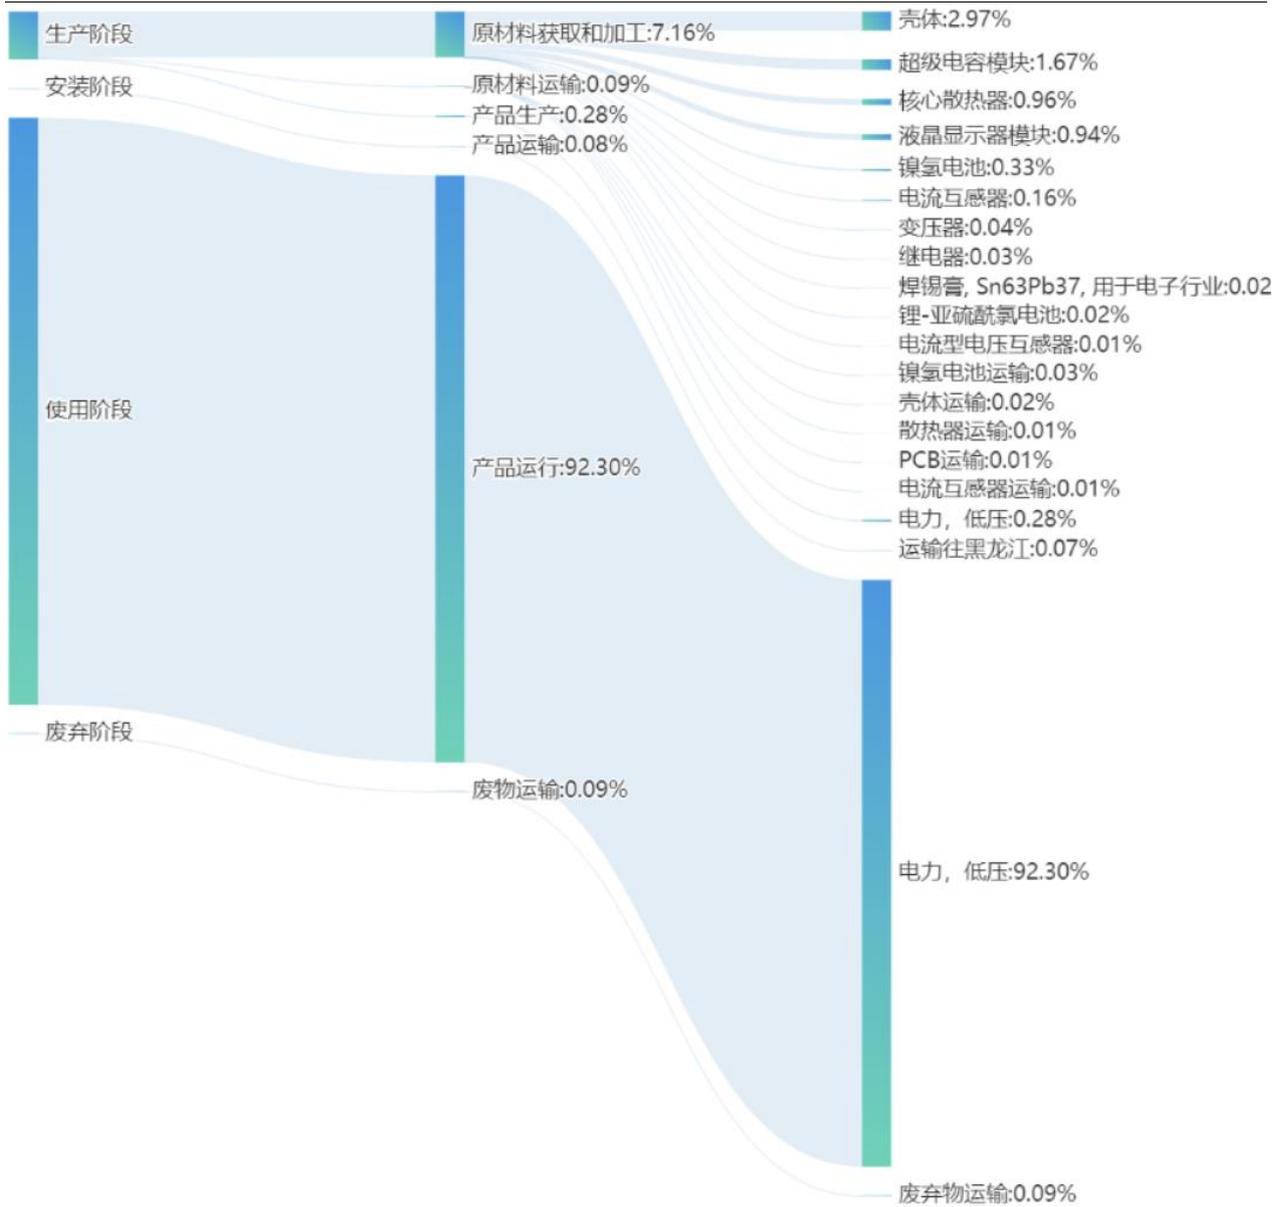 生产阶段
安装阶段
使用阶段
废弃阶段
原材料获取和加工:7.16%
原材料运输:0.09%
产品生产:0.28%
产品运输:0.08%
产品运行:92.30%
废物运输:0.09%
壳体:2.97%
超级电容模块:1.67%
核心散热器:0.96%
液晶显示器模块:0.94%
镍氢电池:0.33%
电流互感器:0.16%
变压器:0.04%
继电器:0.03%
焊锡膏, Sn63Pb37, 用于电子行业:0.02
锂-亚硫酰氯电池:0.02%
电流型电压互感器:0.01%
镍氢电池运输:0.03%
壳体运输:0.02%
散热器运输:0.01%
PCB运输:0.01%
电流互感器运输:0.01%
电力，低压:0.28%
运输往黑龙江:0.07%
电力，低压:92.30%
废弃物运输:0.09%